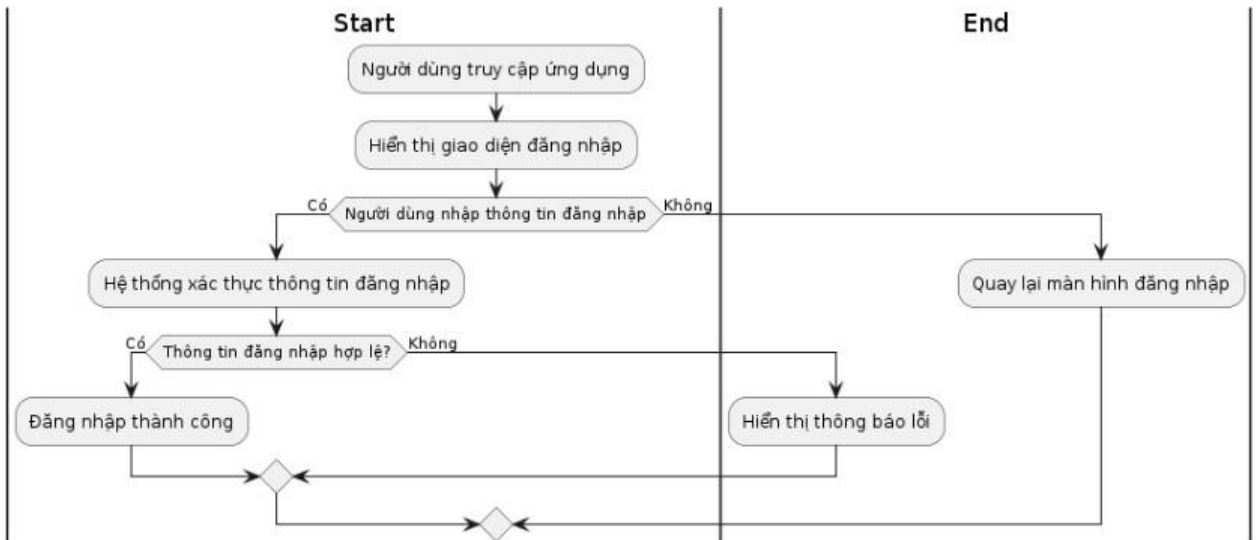 Start
End
Người dùng truy cập ứng dụng
Hiển thị giao diện đăng nhập
Có
Người dùng nhập thông tin đăng nhập
Không
Hệ thống xác thực thông tin đăng nhập
Quay lại màn hình đăng nhập
Có
Thông tin đăng nhập hợp lệ?
Không
Đăng nhập thành công
Hiển thị thông báo lỗi